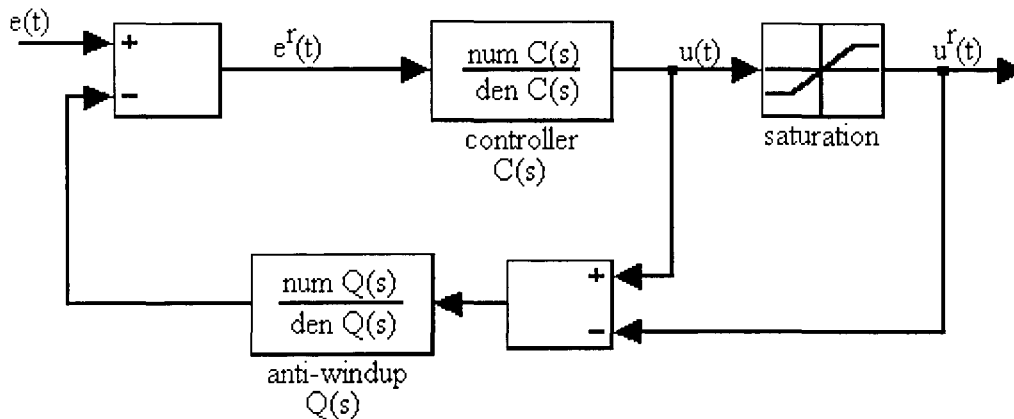 e(t)
+
−
e^r(t)
num C(s)
den C(s)
controller
C(s)
u(t)
saturation
u^r(t)
num Q(s)
den Q(s)
anti-windup
Q(s)
+
−